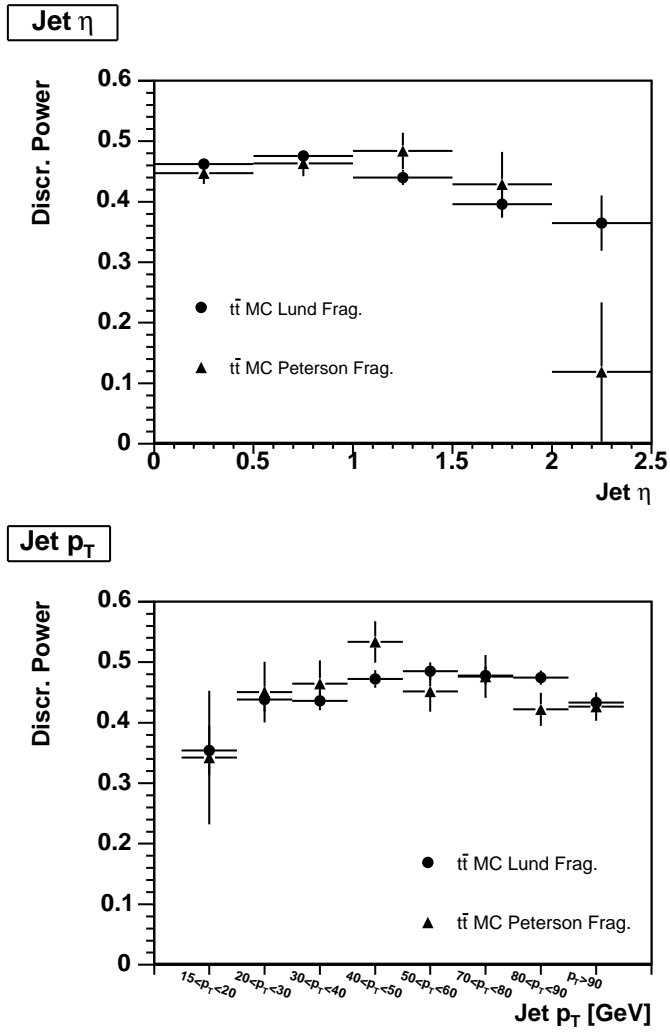 Jet η
0.6
0.5
0.4
0.3
0.2
0.1
0
Discr. Power
tt̄ MC Lund Frag.
tt̄ MC Peterson Frag.
0 0.5 1 1.5 2 2.5
Jet η
Jet p_T
0.6
0.5
0.4
0.3
0.2
0.1
0
Discr. Power
tt̄ MC Lund Frag.
tt̄ MC Peterson Frag.
15<p_T<20 20<p_T<30 30<p_T<40 40<p_T<50 50<p_T<60 70<p_T<80 80<p_T<90 p_T>90
Jet p_T [GeV]